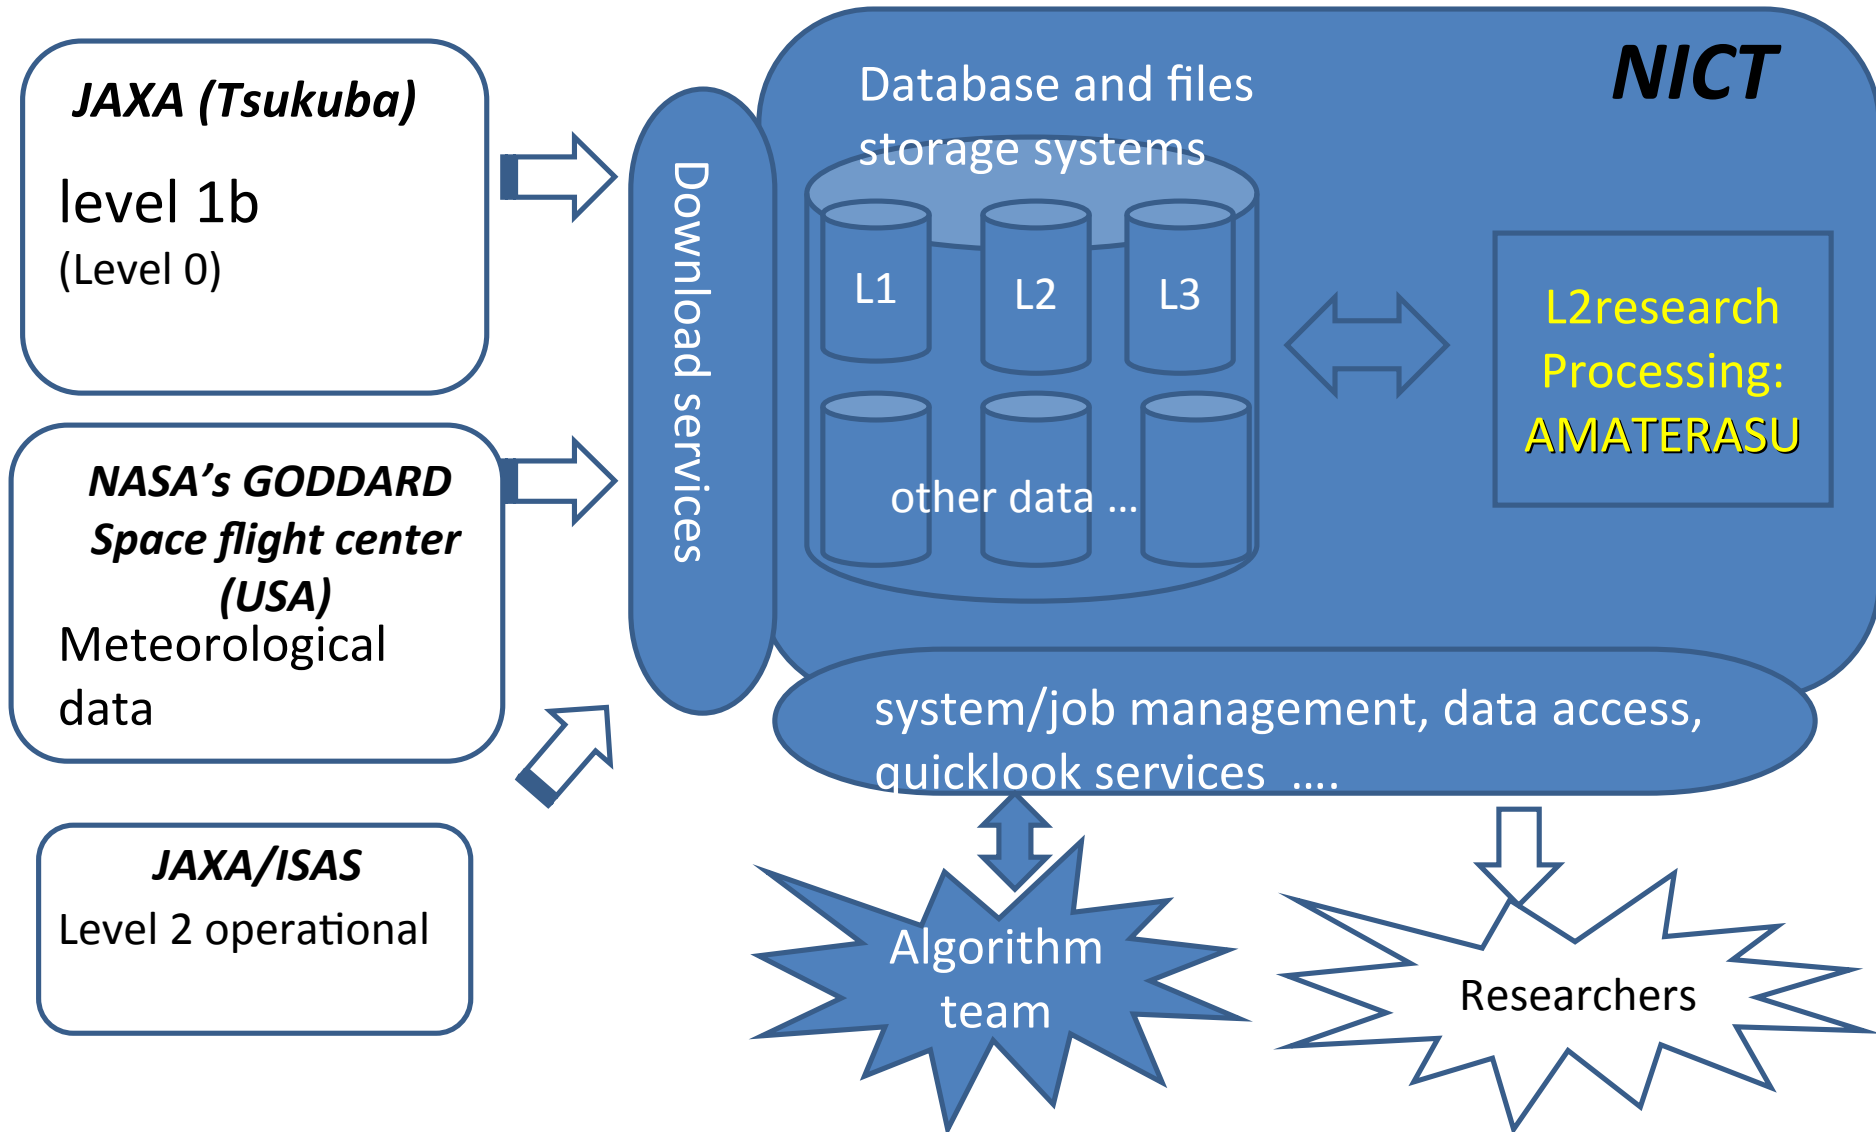 JAXA (Tsukuba)
level 1b
(Level 0)
NASA’s GODDARD
Space flight center
(USA)
Meteorological
data
JAXA/ISAS
Level 2 operational
Download services
NICT
Database and files
storage systems
L1
L2
L3
other data ...
L2research
Processing:
AMATERASU
system/job management, data access,
quicklook services ....
Algorithm
team
Researchers